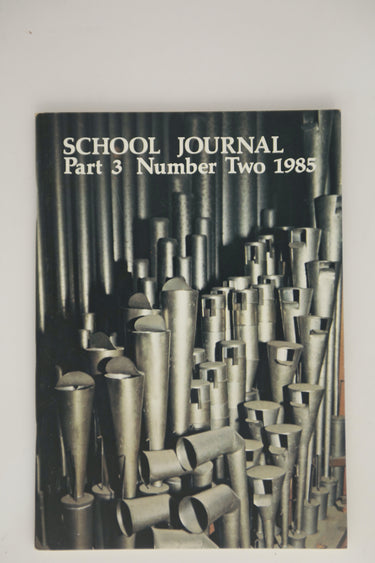 SCHOOL JOURNAL
Part 3 Number Two 1985